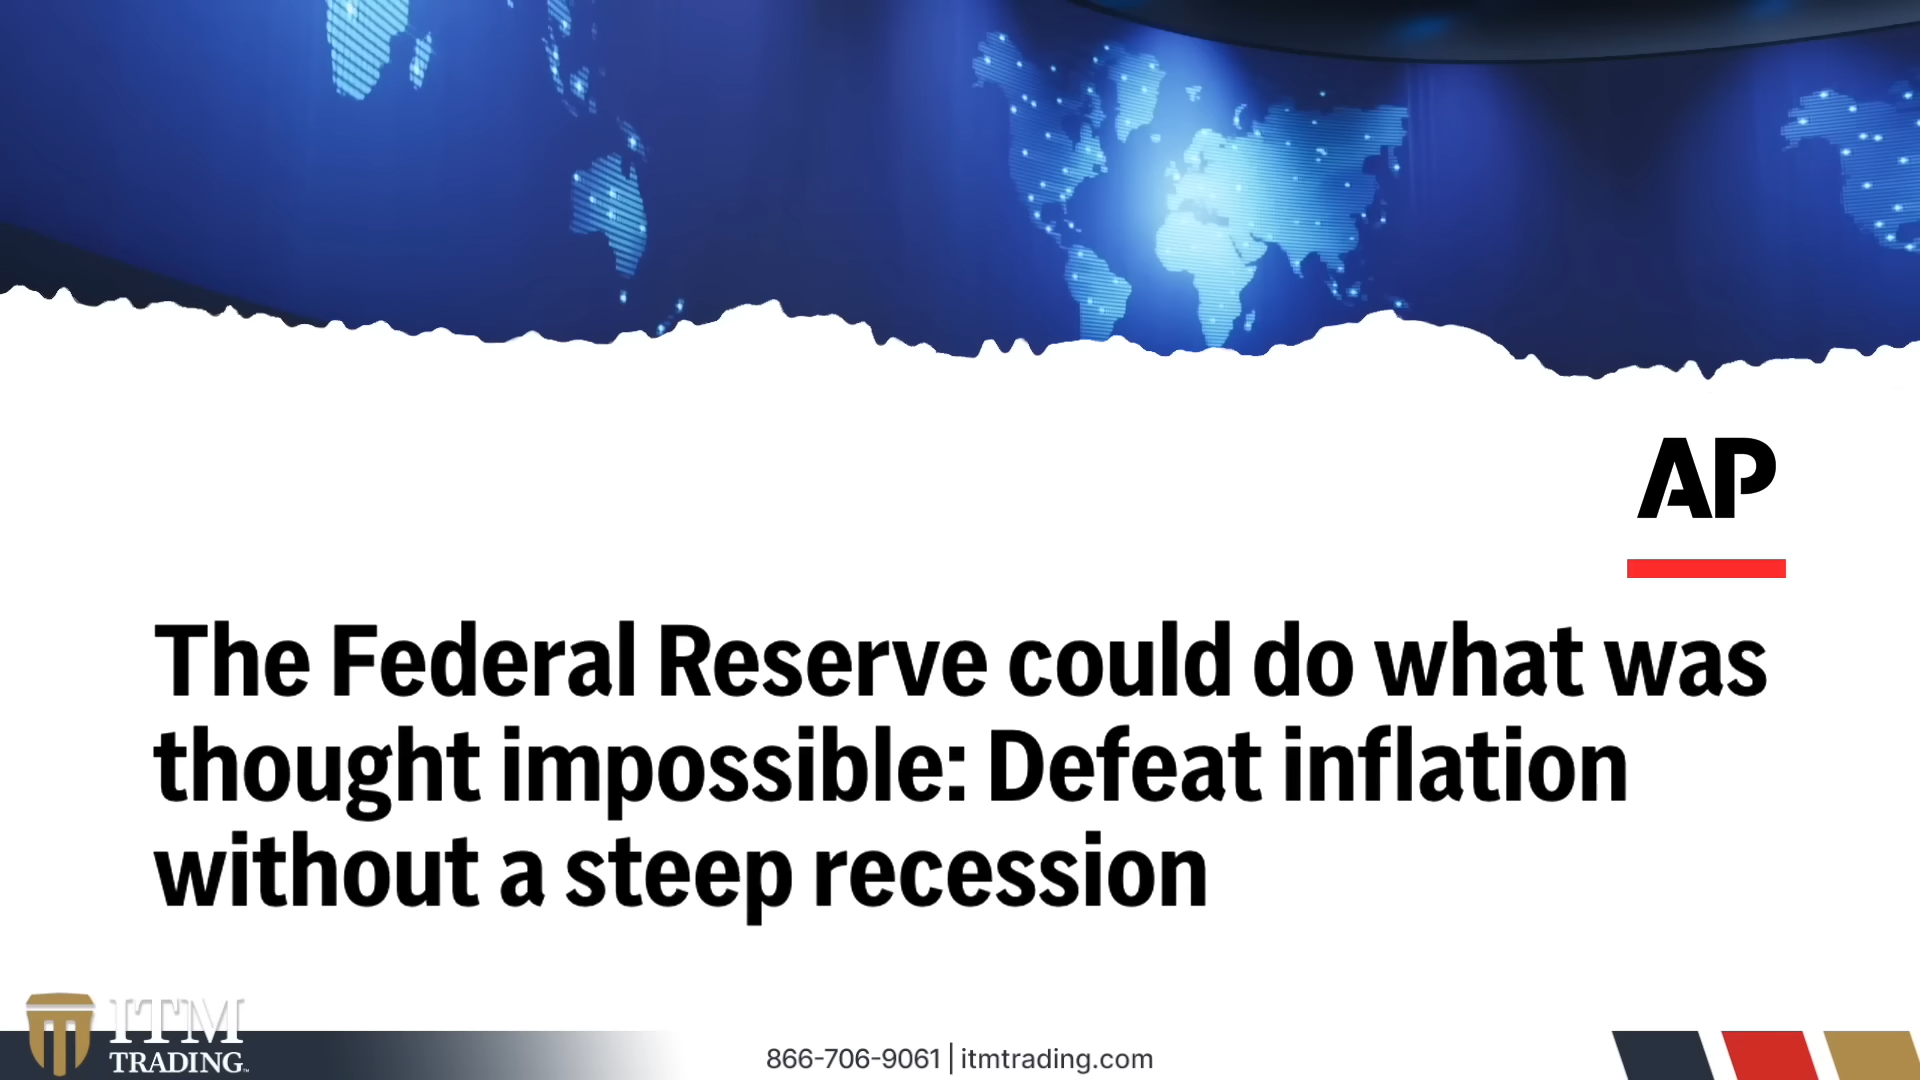 AP
The Federal Reserve could do what was
thought impossible: Defeat inflation
without a steep recession
ITM
TRADING™
866-706-9061 | itmtrading.com